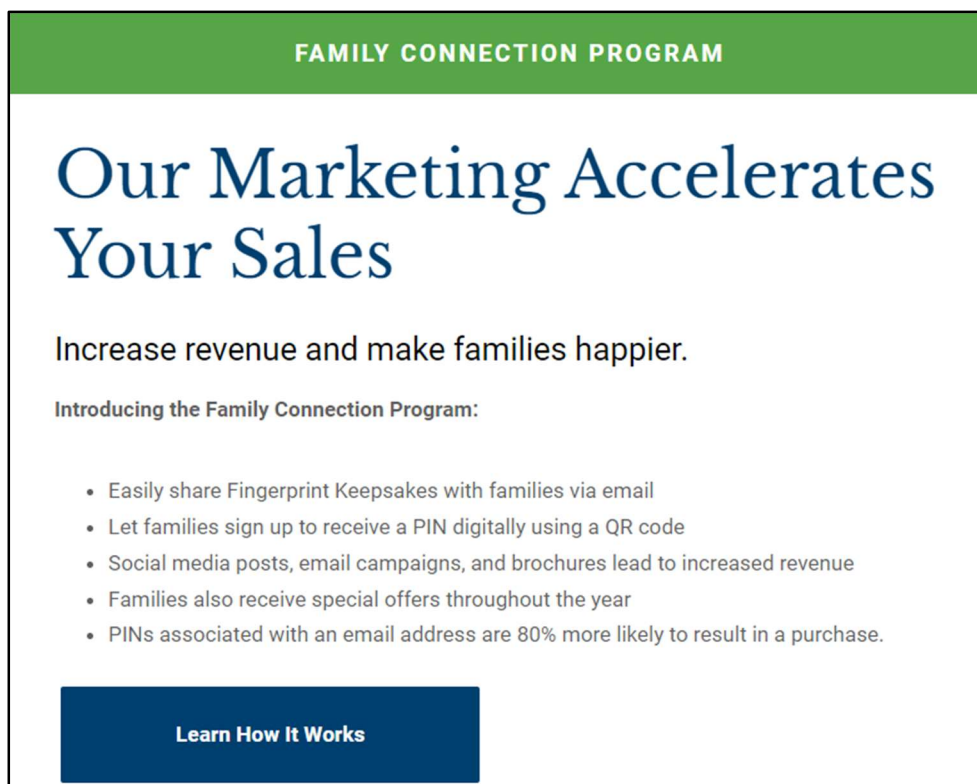 FAMILY CONNECTION PROGRAM
Our Marketing Accelerates
Your Sales
Increase revenue and make families happier.
Introducing the Family Connection Program:
• Easily share Fingerprint Keepsakes with families via email
• Let families sign up to receive a PIN digitally using a QR code
• Social media posts, email campaigns, and brochures lead to increased revenue
• Families also receive special offers throughout the year
• PINs associated with an email address are 80% more likely to result in a purchase.
Learn How It Works